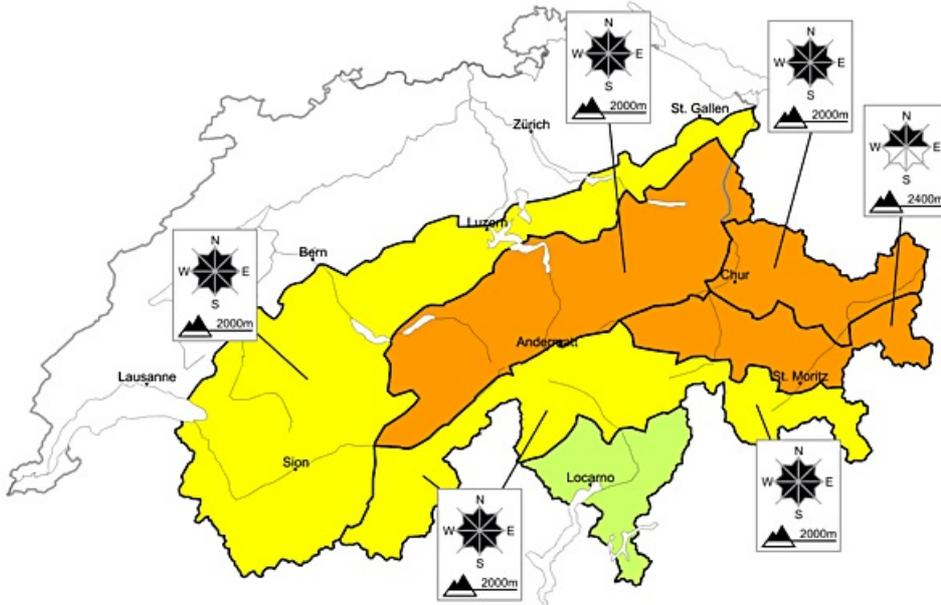 N
W E
S
2000m
N
W E
S
2000m
St. Gallen
Zürich
N
W E
S
2400m
Luzern
Bern
N
W E
S
2000m
Chur
Andermatt
Lausanne
St. Moritz
Sion
Locarno
N
W E
S
2000m
N
W E
S
2000m